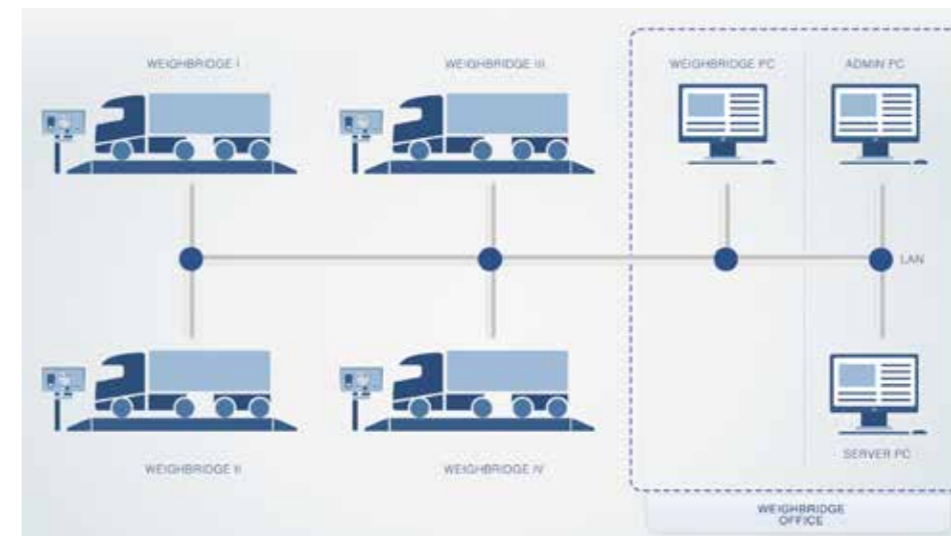 WEIGHBRIDGE I
WEIGHBRIDGE III
WEIGHBRIDGE PC
ADMIN PC
LAN
WEIGHBRIDGE II
WEIGHBRIDGE IV
SERVER PC
WEIGHBRIDGE
OFFICE